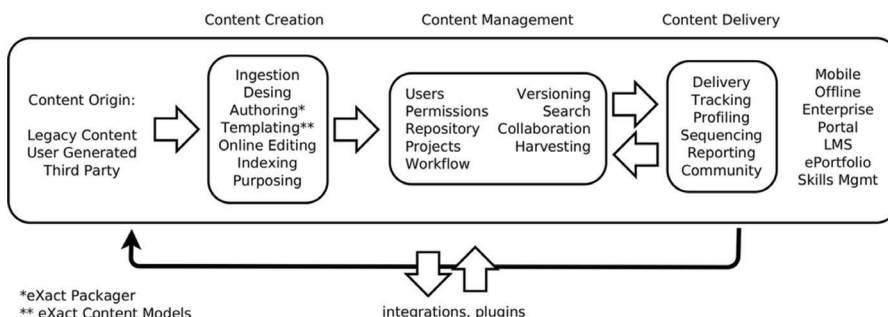 Content Creation
Content Management
Content Delivery
Content Origin:
Legacy Content
User Generated
Third Party
Ingestion
Desing
Authoring*
Templating**
Online Editing
Indexing
Purposing
Users
Permissions
Repository
Projects
Workflow
Versioning
Search
Collaboration
Harvesting
Delivery
Tracking
Profiling
Sequencing
Reporting
Community
Mobile
Offline
Enterprise
Portal
LMS
ePortfolio
Skills Mgmt
*eXact Packager
** eXact Content Models
integrations, plugins